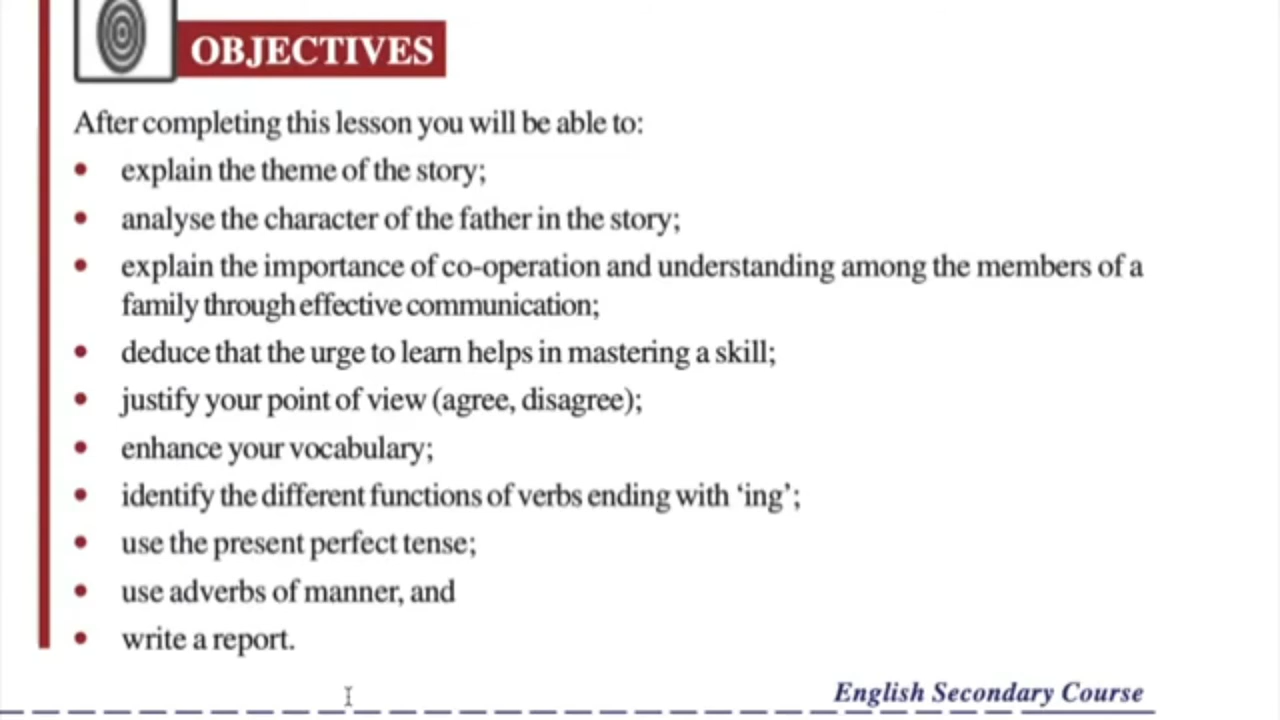 OBJECTIVES
After completing this lesson you will be able to:
• explain the theme of the story;
• analyse the character of the father in the story;
• explain the importance of co-operation and understanding among the members of a
family through effective communication;
• deduce that the urge to learn helps in mastering a skill;
• justify your point of view (agree, disagree);
• enhance your vocabulary;
• identify the different functions of verbs ending with ‘ing’;
• use the present perfect tense;
• use adverbs of manner, and
• write a report.
English Secondary Course